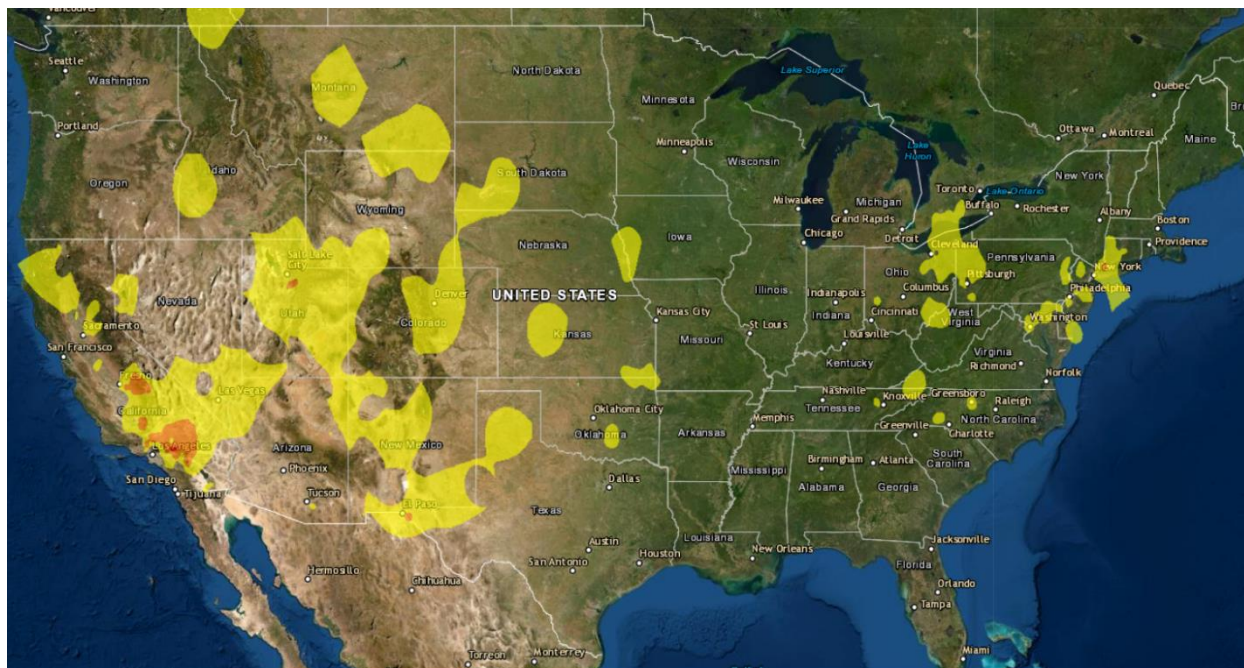 Vancouver
Seattle
Washington
Portland
Oregon
Idaho
Montana
North Dakota
South Dakota
Wyoming
Nebraska
Minnesota
Minneapolis
Wisconsin
Lake Superior
Lake
Huron
Michigan
Milwaukee
Grand Rapids
Chicago
Detroit
Toronto
Lake Ontario
Buffalo
Rochester
Ottawa
Montreal
Quebec
Maine
New York
Albany
Boston
Providence
Cleveland
Pennsylvania
Pittsburgh
New York
Philadelphia
Ohio
Columbus
Iowa
Illinois
Indianapolis
Indiana
Cincinnati
West
Virginia
Washington
Virginia
Richmond
Norfolk
Louisville
Kentucky
St Louis
Missouri
Kansas City
Kansas
UNITED STATES
Denver
Colorado
Salt Lake
City
Utah
Nevada
Sacramento
San Francisco
Las Vegas
California
Los Angeles
San Diego
Tijuana
Arizona
Phoenix
Tucson
New Mexico
El Paso
Oklahoma City
Oklahoma
Arkansas
Memphis
Nashville
Tennessee
Knoxville
Greensboro
Raleigh
North Carolina
Charlotte
Greenville
South
Carolina
Atlanta
Georgia
Birmingham
Alabama
Mississippi
Louisiana
Dallas
Texas
Austin
San Antonio
Houston
New Orleans
Jacksonville
Florida
Orlando
Tampa
Miami
Hermosillo
Chihuahua
Torreon
Monterrey